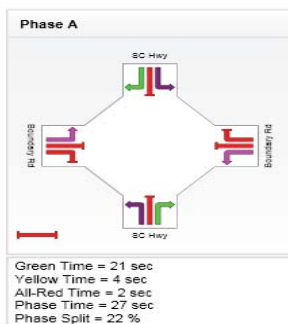 Phase A
SC Hwy
Boundary Rd
Boundary Rd
SC Hwy
Green Time = 21 sec
Yellow Time = 4 sec
All-Red Time = 2 sec
Phase Time = 27 sec
Phase Split = 22 %